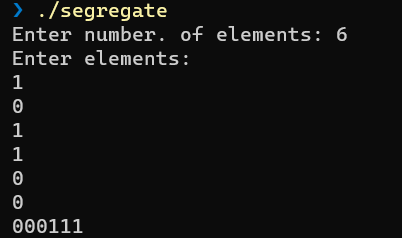 ❯ ./segregate
Enter number. of elements: 6
Enter elements:
1
0
1
1
0
0
000111